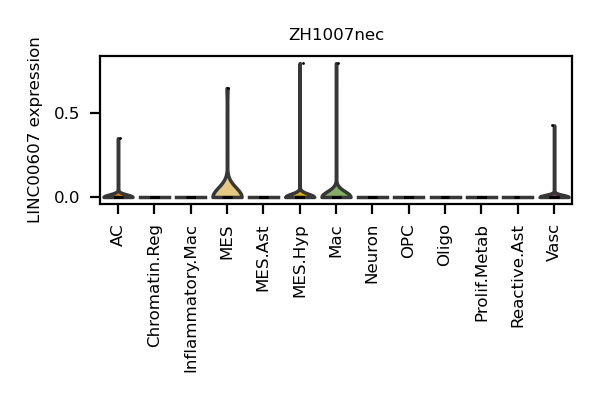 ZH1007nec
LINC00607 expression
0.5
0.0
AC
Chromatin.Reg
Inflammatory.Mac
MES
MES.Ast
MES.Hyp
Mac
Neuron
OPC
Oligo
Prolif.Metab
Reactive.Ast
Vasc